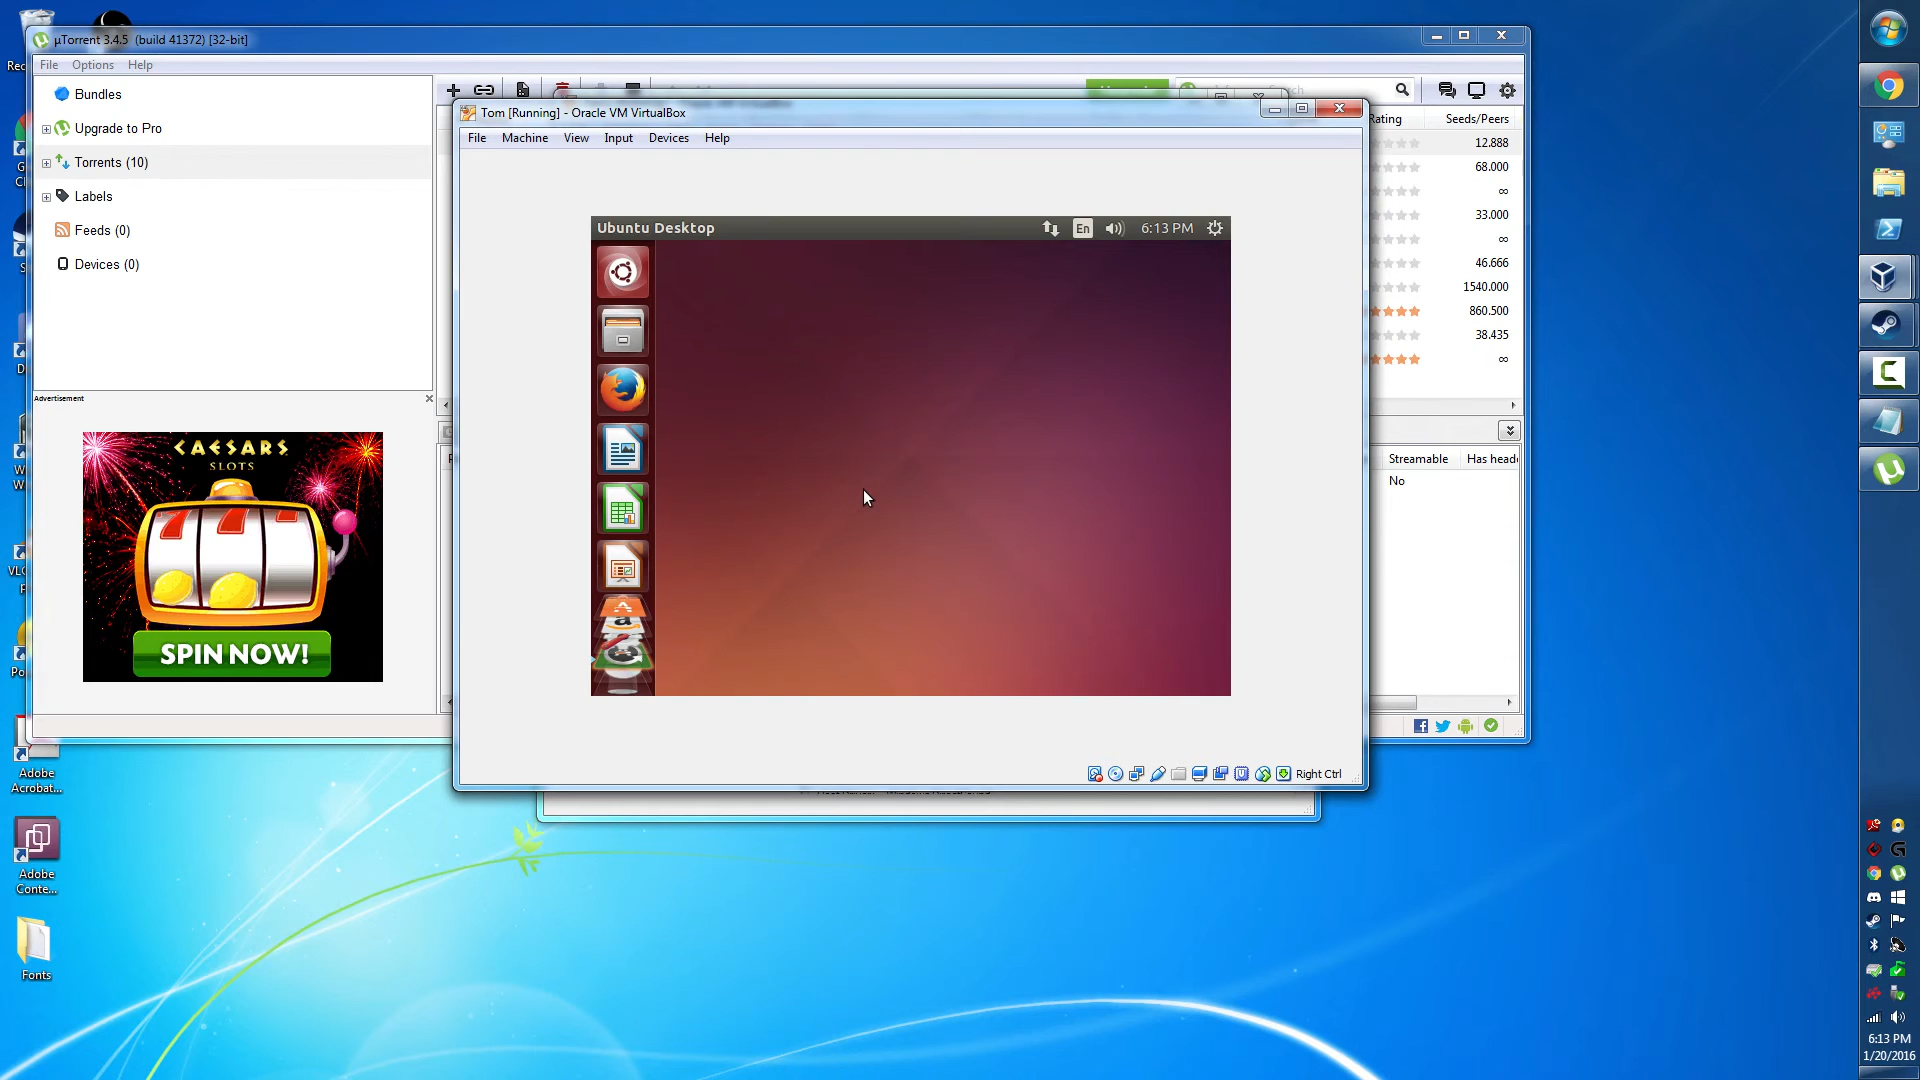 µTorrent 3.4.5 (build 41372) [32-bit]
File Options Help
Bundles
Upgrade to Pro
Torrents (10)
Labels
Feeds (0)
Devices (0)
Advertisement
CAESARS
SLOTS
SPIN NOW!
Rating Seeds/Peers
12.888
68.000
∞
33.000
∞
46.666
1540.000
860.500
38.435
∞
Streamable
No
Tom [Running] - Oracle VM VirtualBox
File Machine View Input Devices Help
Ubuntu Desktop En 6:13 PM
Right Ctrl
Adobe
Acrobat...
Adobe
Conte...
Fonts
6:13 PM
1/20/2016